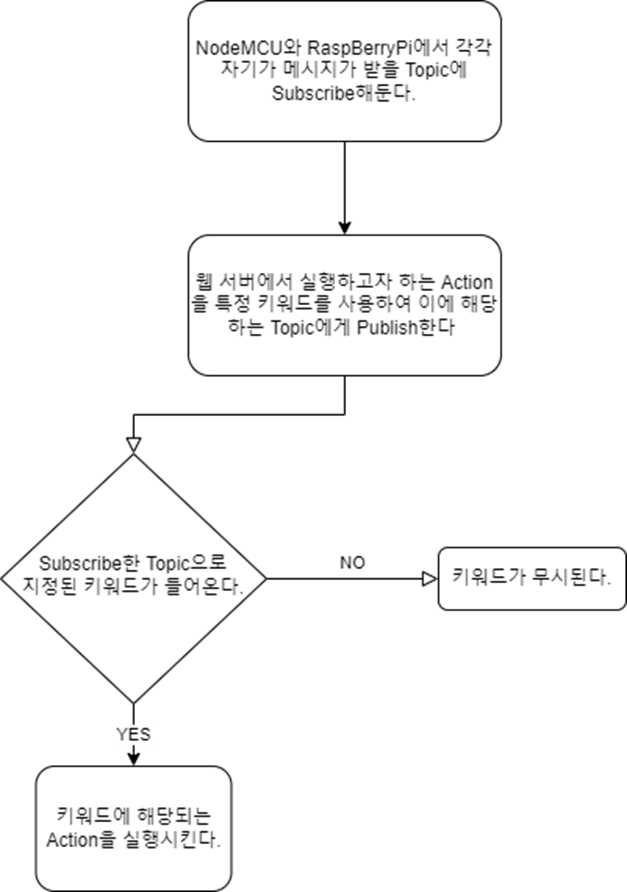 NodeMCU와 RaspBerryPi에서 각각
자기가 메시지가 받을 Topic에
Subscribe해둔다.
웹 서버에서 실행하고자 하는 Action
을 특정 키워드를 사용하여 이에 해당
하는 Topic에게 Publish한다
Subscribe한 Topic으로
지정된 키워드가 들어온다.
NO
키워드가 무시된다.
YES
키워드에 해당되는
Action을 실행시킨다.